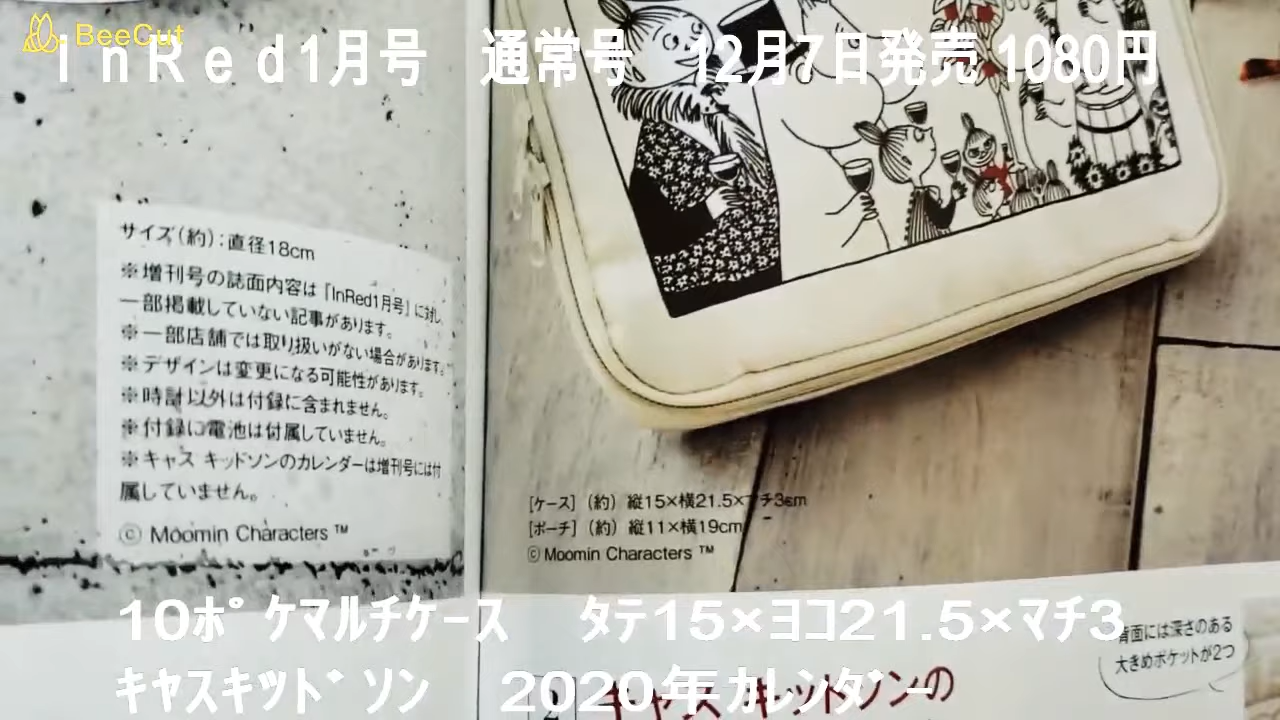 BeeCut
ｉｎＲｅｄ1月号　通常号　12月7日発売 1080円
サイズ（約）：直径18cm
※増刊号の誌面内容は「InRed1月号」に対し、
一部掲載していない記事があります。
※一部店舗では取り扱いがない場合があります。
※デザインは変更になる可能性があります。
※時計以外は付録に含まれません。
※付録に電池は付属していません。
※キャス キッドソンのカレンダーは増刊号には付
属していません。
© Moomin Characters ™
[ケース]（約）縦15×横21.5×マチ3cm
[ポーチ]（約）縦11×横19cm
© Moomin Characters ™
10ﾎﾟｹﾏﾙﾁｹｰｽ　ﾀﾃ15×ﾖｺ21.5×ﾏﾁ3
背面には深さのある
大きめポケットが2つ
ｷｬｽｷｯﾄﾞｿﾝ　2020年ｶﾚﾝﾀﾞｰ
2 キャス キッドソンの